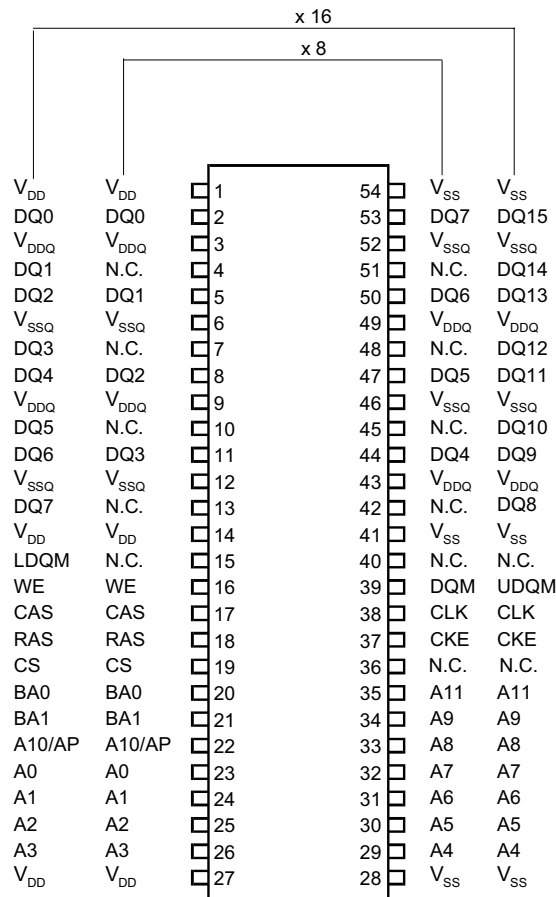 x 16
x 8
VDD VDD 1 54 VSS VSS
DQ0 DQ0 2 53 DQ7 DQ15
VDDQ VDDQ 3 52 VSSQ VSSQ
DQ1 N.C. 4 51 N.C. DQ14
DQ2 DQ1 5 50 DQ6 DQ13
VSSQ VSSQ 6 49 VDDQ VDDQ
DQ3 N.C. 7 48 N.C. DQ12
DQ4 DQ2 8 47 DQ5 DQ11
VDDQ VDDQ 9 46 VSSQ VSSQ
DQ5 N.C. 10 45 N.C. DQ10
DQ6 DQ3 11 44 DQ4 DQ9
VSSQ VSSQ 12 43 VDDQ VDDQ
DQ7 N.C. 13 42 N.C. DQ8
VDD VDD 14 41 VSS VSS
LDQM N.C. 15 40 N.C. N.C.
WE WE 16 39 DQM UDQM
CAS CAS 17 38 CLK CLK
RAS RAS 18 37 CKE CKE
CS CS 19 36 N.C. N.C.
BA0 BA0 20 35 A11 A11
BA1 BA1 21 34 A9 A9
A10/AP A10/AP 22 33 A8 A8
A0 A0 23 32 A7 A7
A1 A1 24 31 A6 A6
A2 A2 25 30 A5 A5
A3 A3 26 29 A4 A4
VDD VDD 27 28 VSS VSS